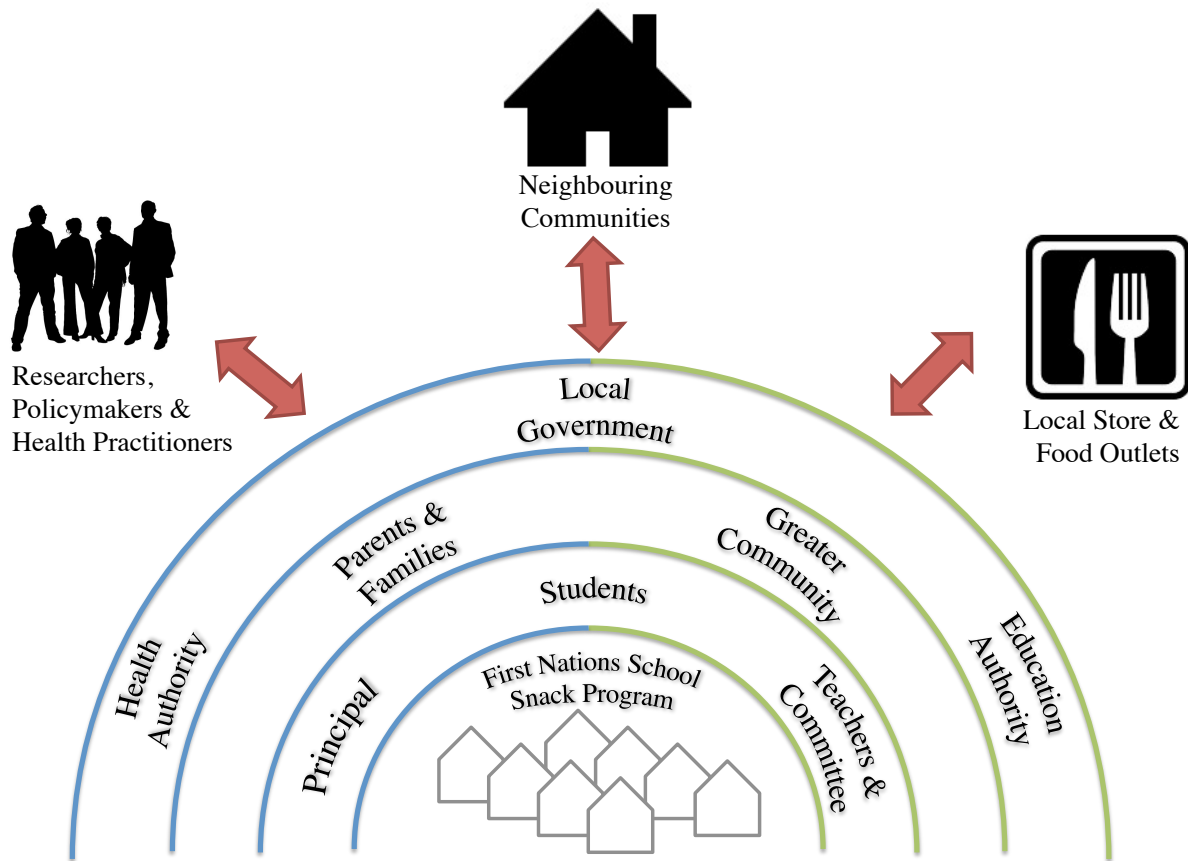 Neighbouring
Communities
Researchers,
Policymakers &
Health Practitioners
Local Store &
Food Outlets
Local
Government
Health
Authority
Education
Authority
Parents &
Families
Greater
Community
Students
Principal
Teachers &
Committee
First Nations School
Snack Program